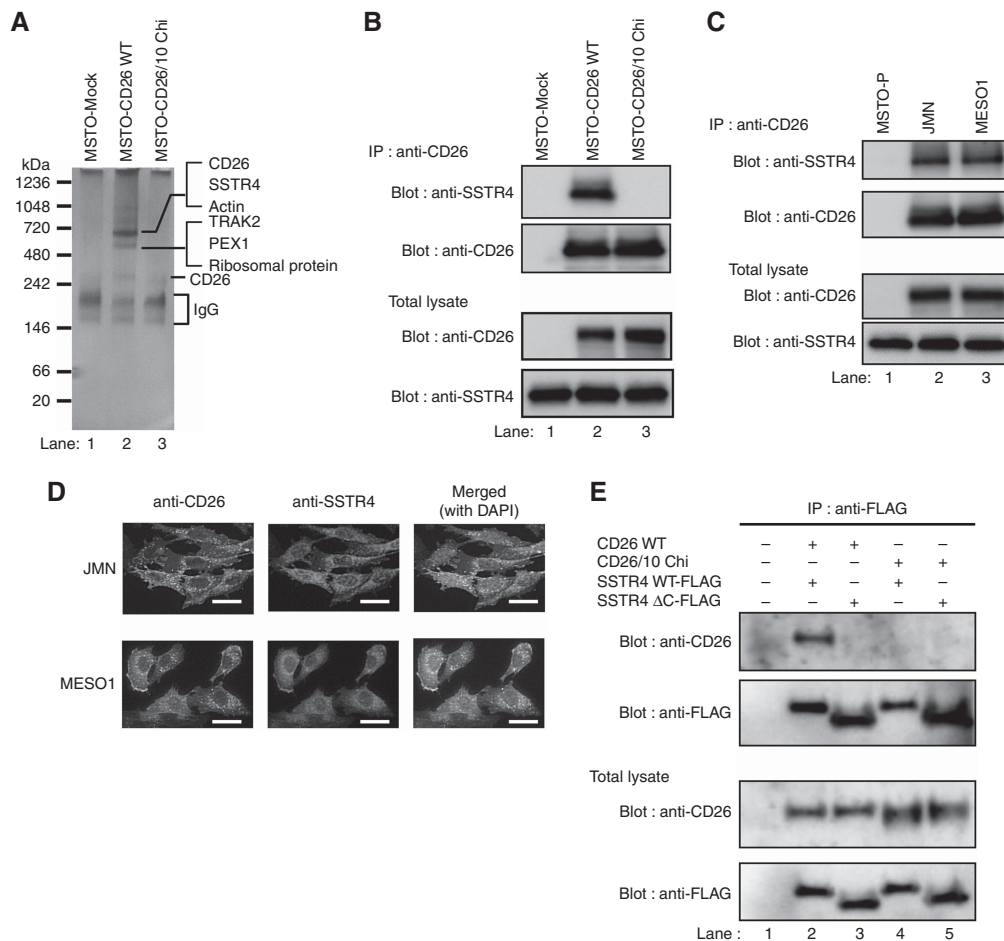 A
MSTO-Mock
MSTO-CD26 WT
MSTO-CD26/10 Chi
kDa
1236
1048
720
480
242
146
66
20
CD26
SSTR4
Actin
TRAK2
PEX1
Ribosomal protein
CD26
IgG
Lane: 1 2 3
B
MSTO-Mock
MSTO-CD26 WT
MSTO-CD26/10 Chi
IP : anti-CD26
Blot : anti-SSTR4
Blot : anti-CD26
Total lysate
Blot : anti-CD26
Blot : anti-SSTR4
Lane: 1 2 3
C
MSTO-P
JMN
MESO1
IP : anti-CD26
Blot : anti-SSTR4
Blot : anti-CD26
Total lysate
Blot : anti-CD26
Blot : anti-SSTR4
Lane: 1 2 3
D
anti-CD26 anti-SSTR4 Merged
(with DAPI)
JMN
MESO1
E
IP : anti-FLAG
CD26 WT – + + – –
CD26/10 Chi – – – + +
SSTR4 WT-FLAG – + – + –
SSTR4 ΔC-FLAG – – + – +
Blot : anti-CD26
Blot : anti-FLAG
Total lysate
Blot : anti-CD26
Blot : anti-FLAG
Lane : 1 2 3 4 5